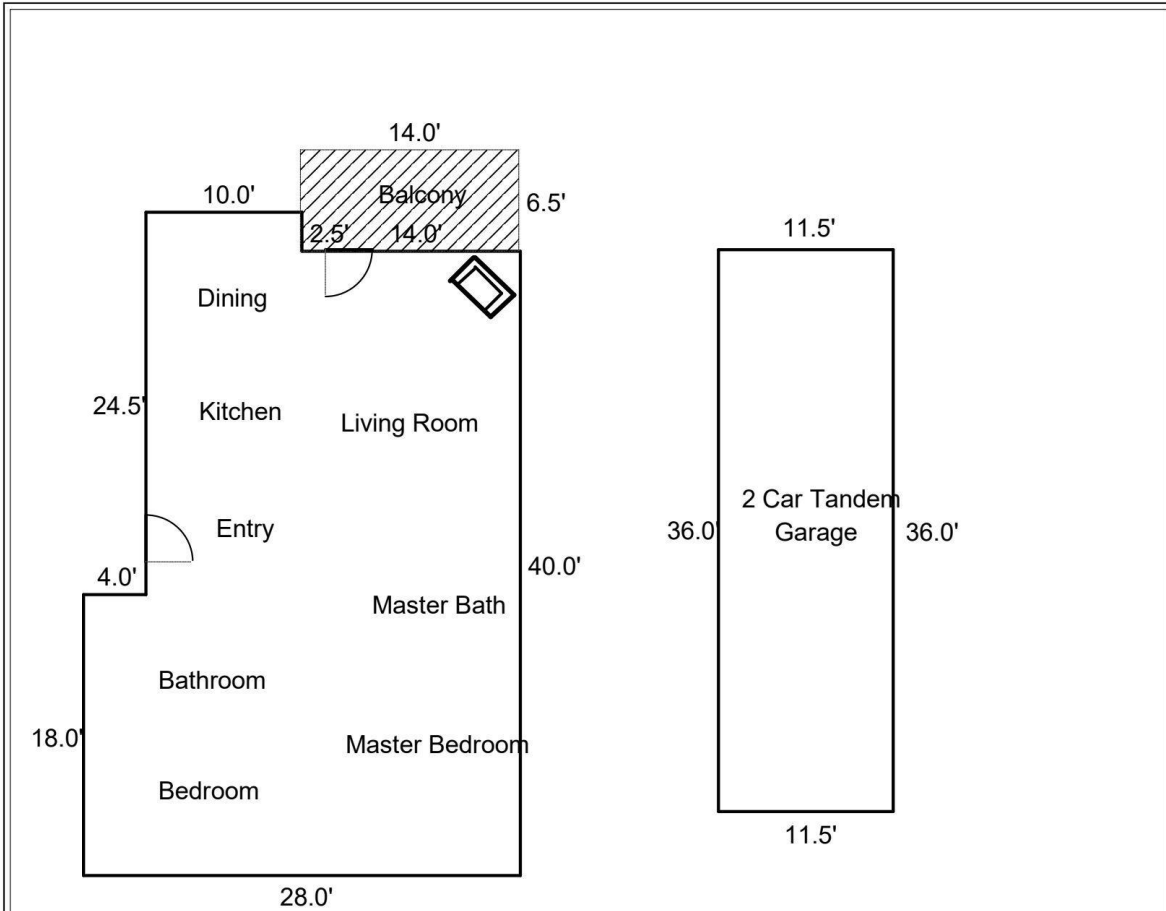 14.0'
Balcony
6.5'
10.0'
2.5'
14.0'
11.5'
Dining
24.5'
Kitchen
Living Room
2 Car Tandem
Garage
36.0'
36.0'
Entry
4.0'
40.0'
Master Bath
Bathroom
18.0'
Master Bedroom
Bedroom
11.5'
28.0'